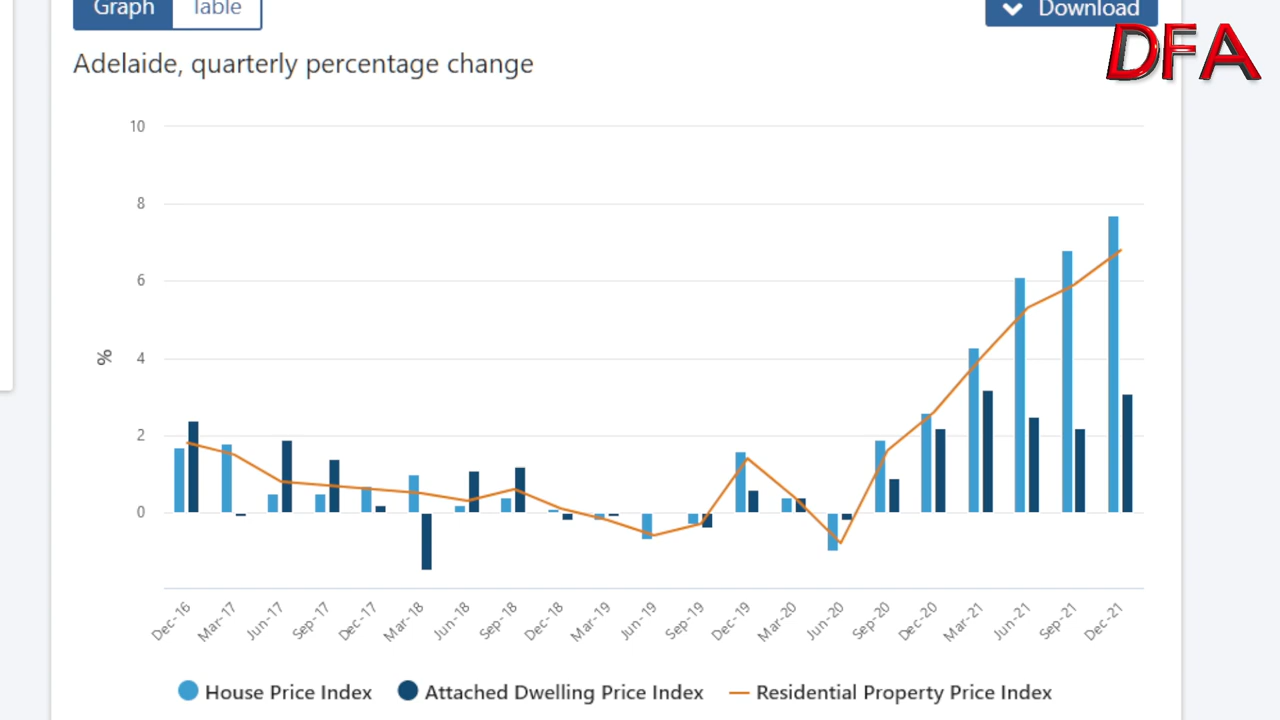 Graph Table
Download
DFA
Adelaide, quarterly percentage change
10
8
6
4
2
0
%
Dec-16 Mar-17 Jun-17 Sep-17 Dec-17 Mar-18 Jun-18 Sep-18 Dec-18 Mar-19 Jun-19 Sep-19 Dec-19 Mar-20 Jun-20 Sep-20 Dec-20 Mar-21 Jun-21 Sep-21 Dec-21
House Price Index Attached Dwelling Price Index Residential Property Price Index